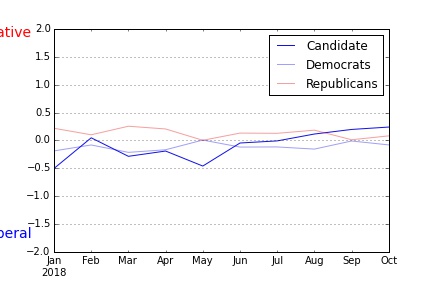 ative
2.0
1.5
1.0
0.5
0.0
−0.5
−1.0
−1.5
−2.0
beral
Candidate
Democrats
Republicans
Jan Feb Mar Apr May Jun Jul Aug Sep Oct
2018